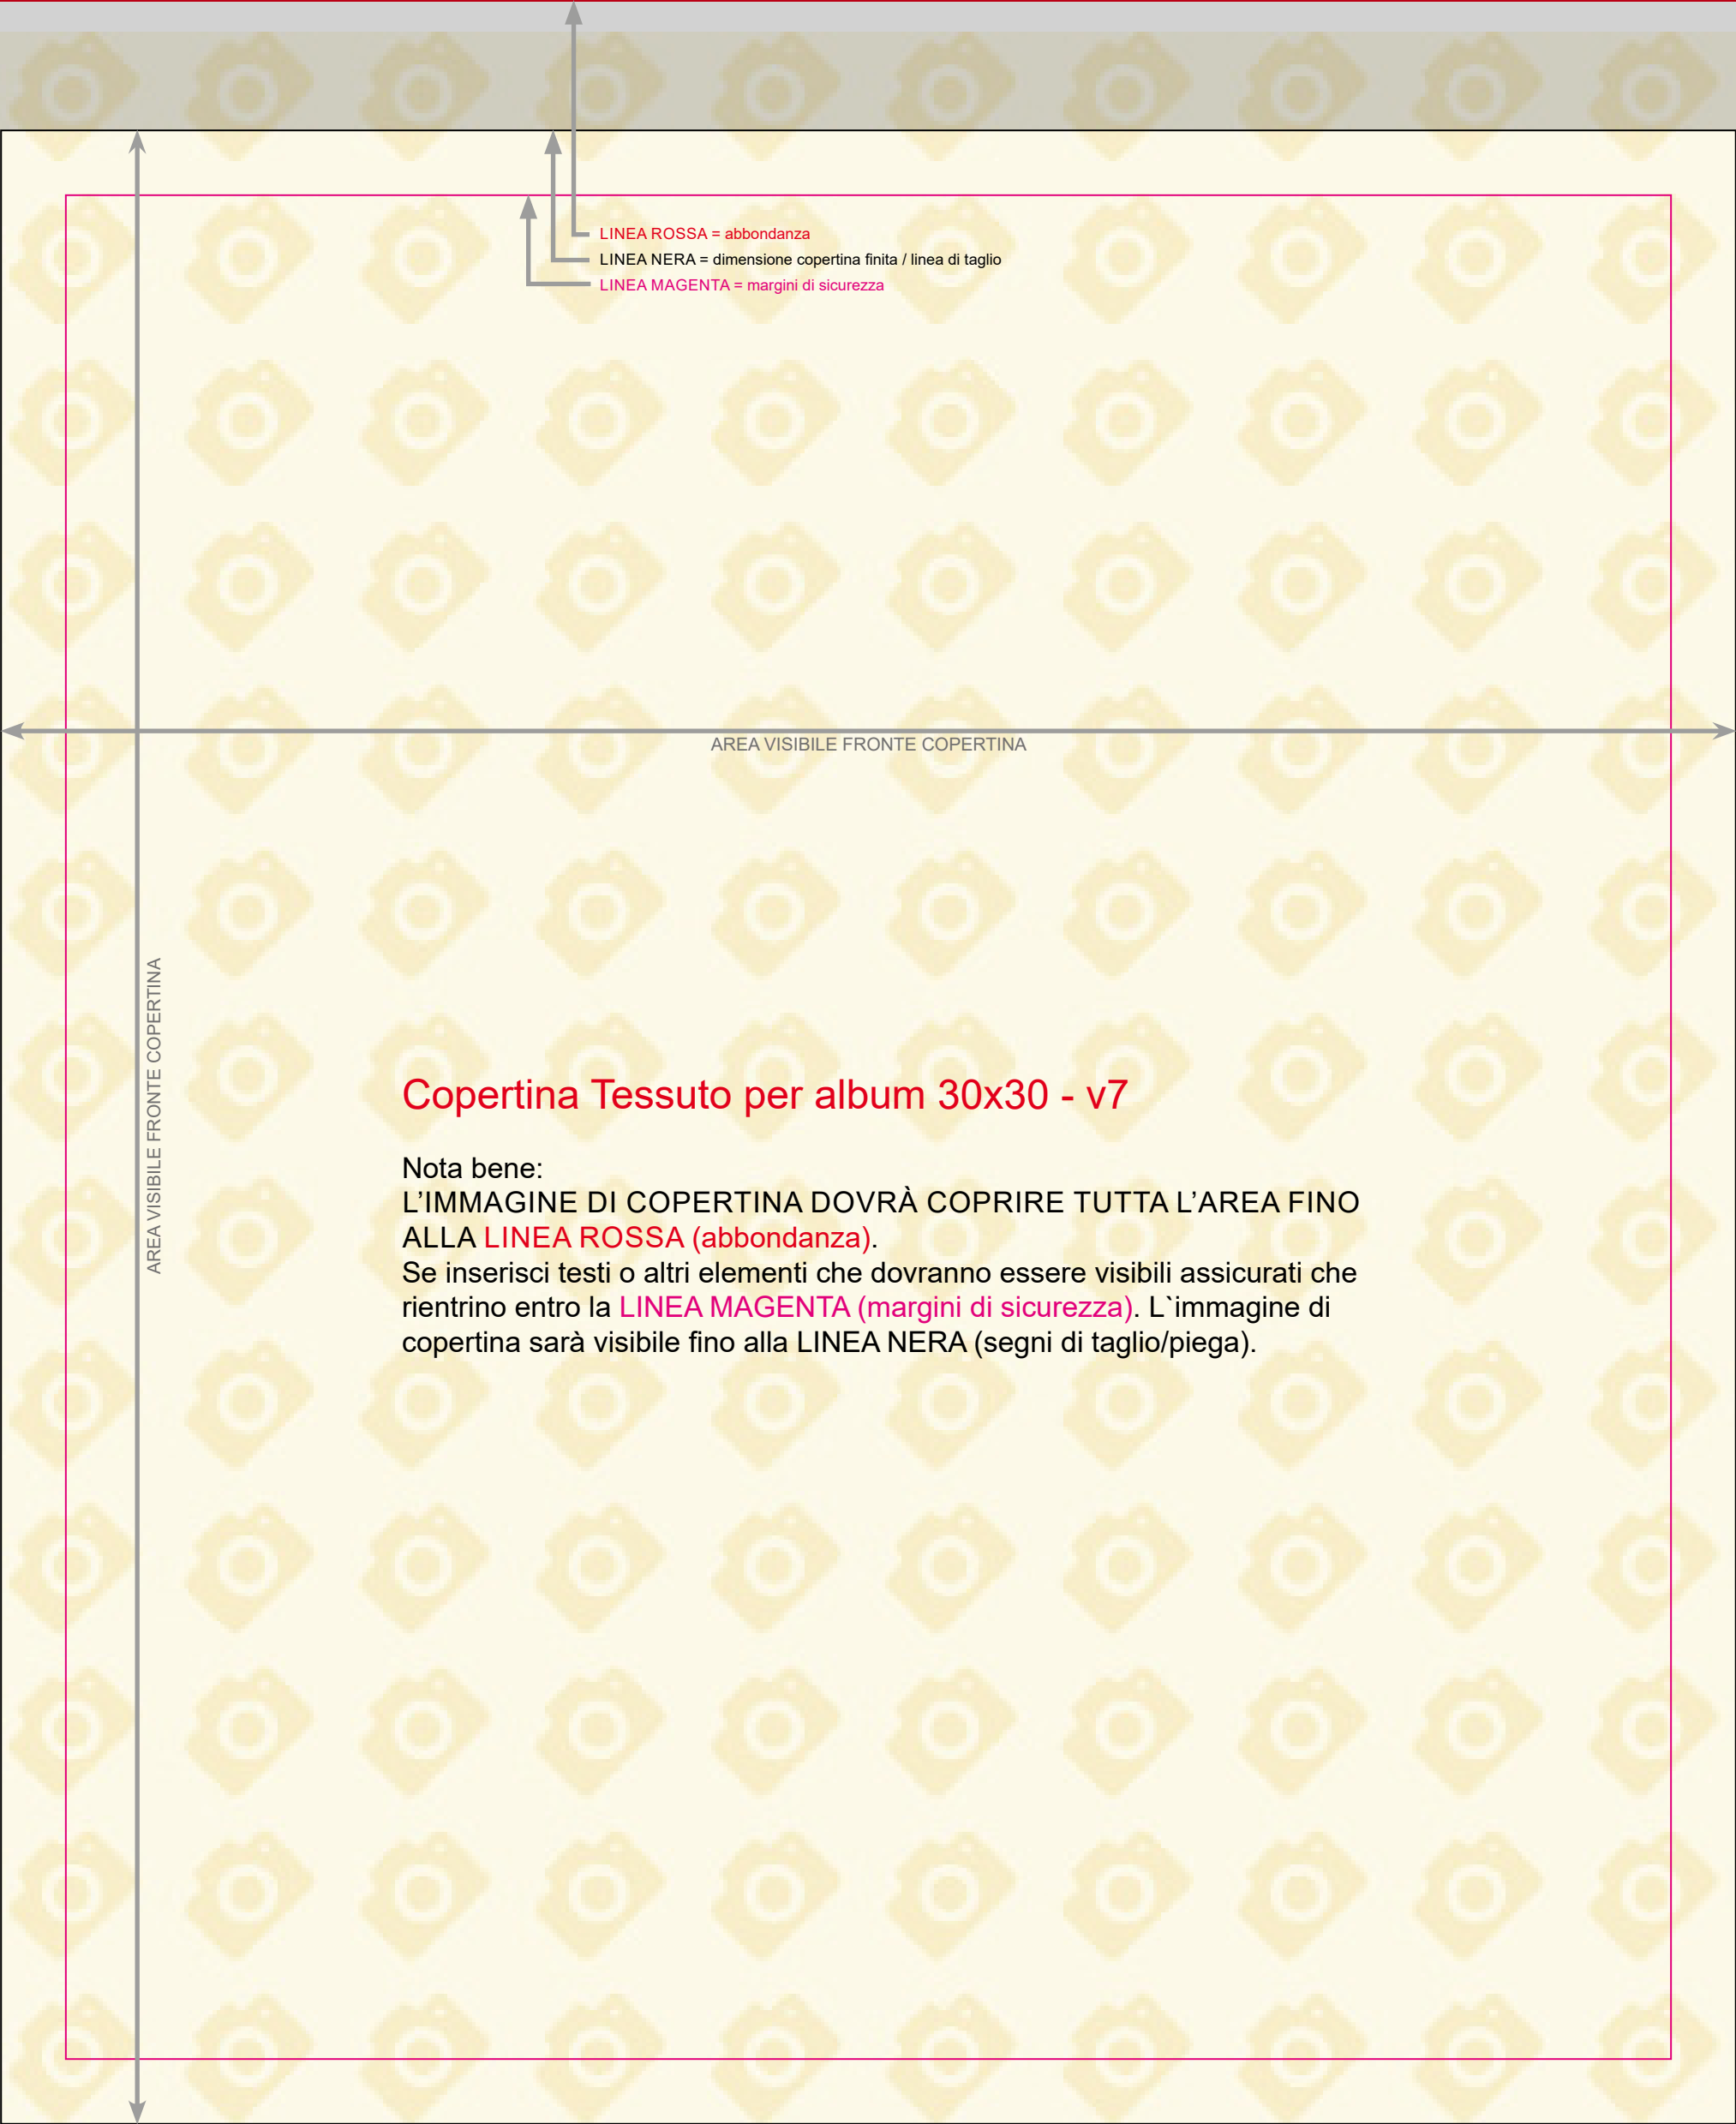 LINEA ROSSA = abbondanza
LINEA NERA = dimensione copertina finita / linea di taglio
LINEA MAGENTA = margini di sicurezza
AREA VISIBILE FRONTE COPERTINA
AREA VISIBILE FRONTE COPERTINA
Copertina Tessuto per album 30x30 - v7
Nota bene:
L’IMMAGINE DI COPERTINA DOVRÀ COPRIRE TUTTA L’AREA FINO
ALLA LINEA ROSSA (abbondanza).
Se inserisci testi o altri elementi che dovranno essere visibili assicurati che
rientrino entro la LINEA MAGENTA (margini di sicurezza). L`immagine di
copertina sarà visibile fino alla LINEA NERA (segni di taglio/piega).